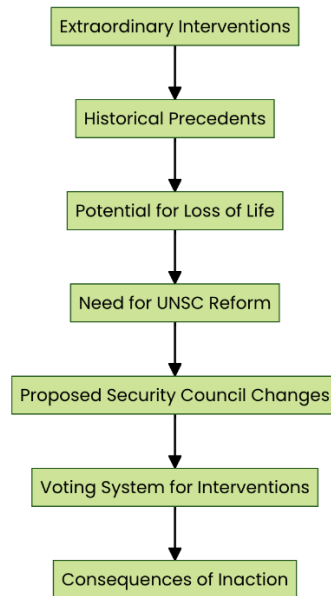 Extraordinary Interventions
Historical Precedents
Potential for Loss of Life
Need for UNSC Reform
Proposed Security Council Changes
Voting System for Interventions
Consequences of Inaction